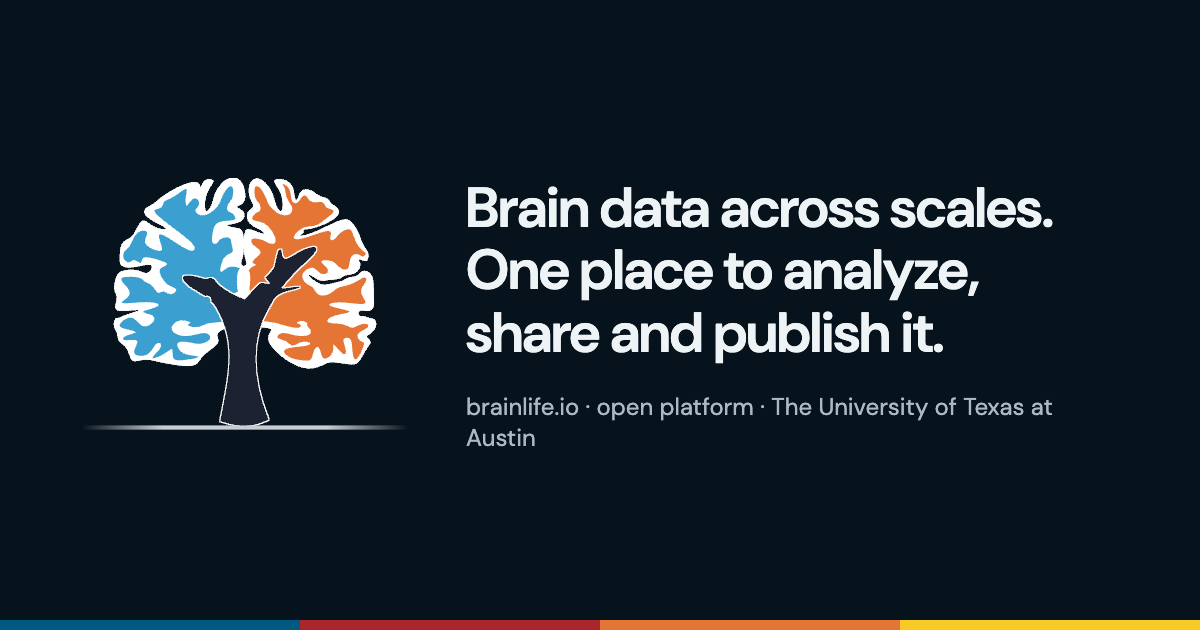 Brain data across scales.
One place to analyze,
share and publish it.
brainlife.io · open platform · The University of Texas at
Austin